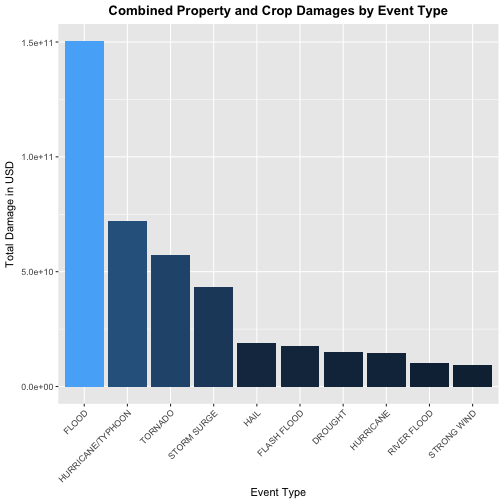 Combined Property and Crop Damages by Event Type
Total Damage in USD
1.5e+11
1.0e+11
5.0e+10
0.0e+00
FLOOD
HURRICANE/TYPHOON
TORNADO
STORM SURGE
HAIL
FLASH FLOOD
DROUGHT
HURRICANE
RIVER FLOOD
STRONG WIND
Event Type